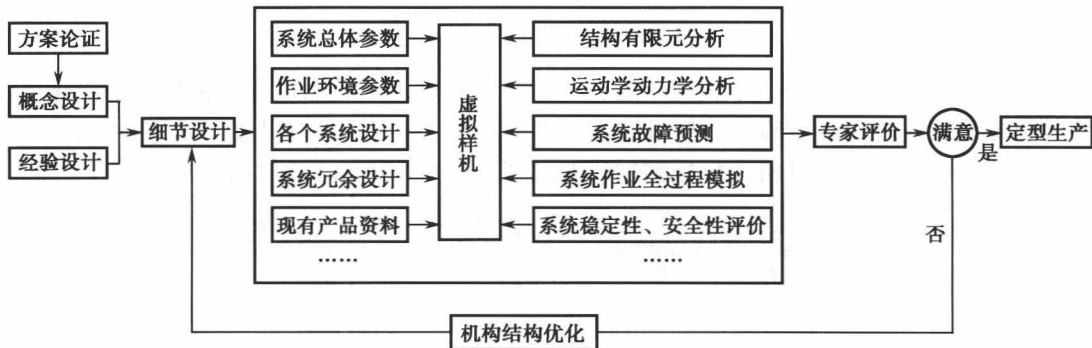 方案论证
概念设计
经验设计
细节设计
系统总体参数
作业环境参数
各个系统设计
系统冗余设计
现有产品资料
……
虚拟样机
结构有限元分析
运动学动力学分析
系统故障预测
系统作业全过程模拟
系统稳定性、安全性评价
……
专家评价
满意
是
定型生产
否
机构结构优化